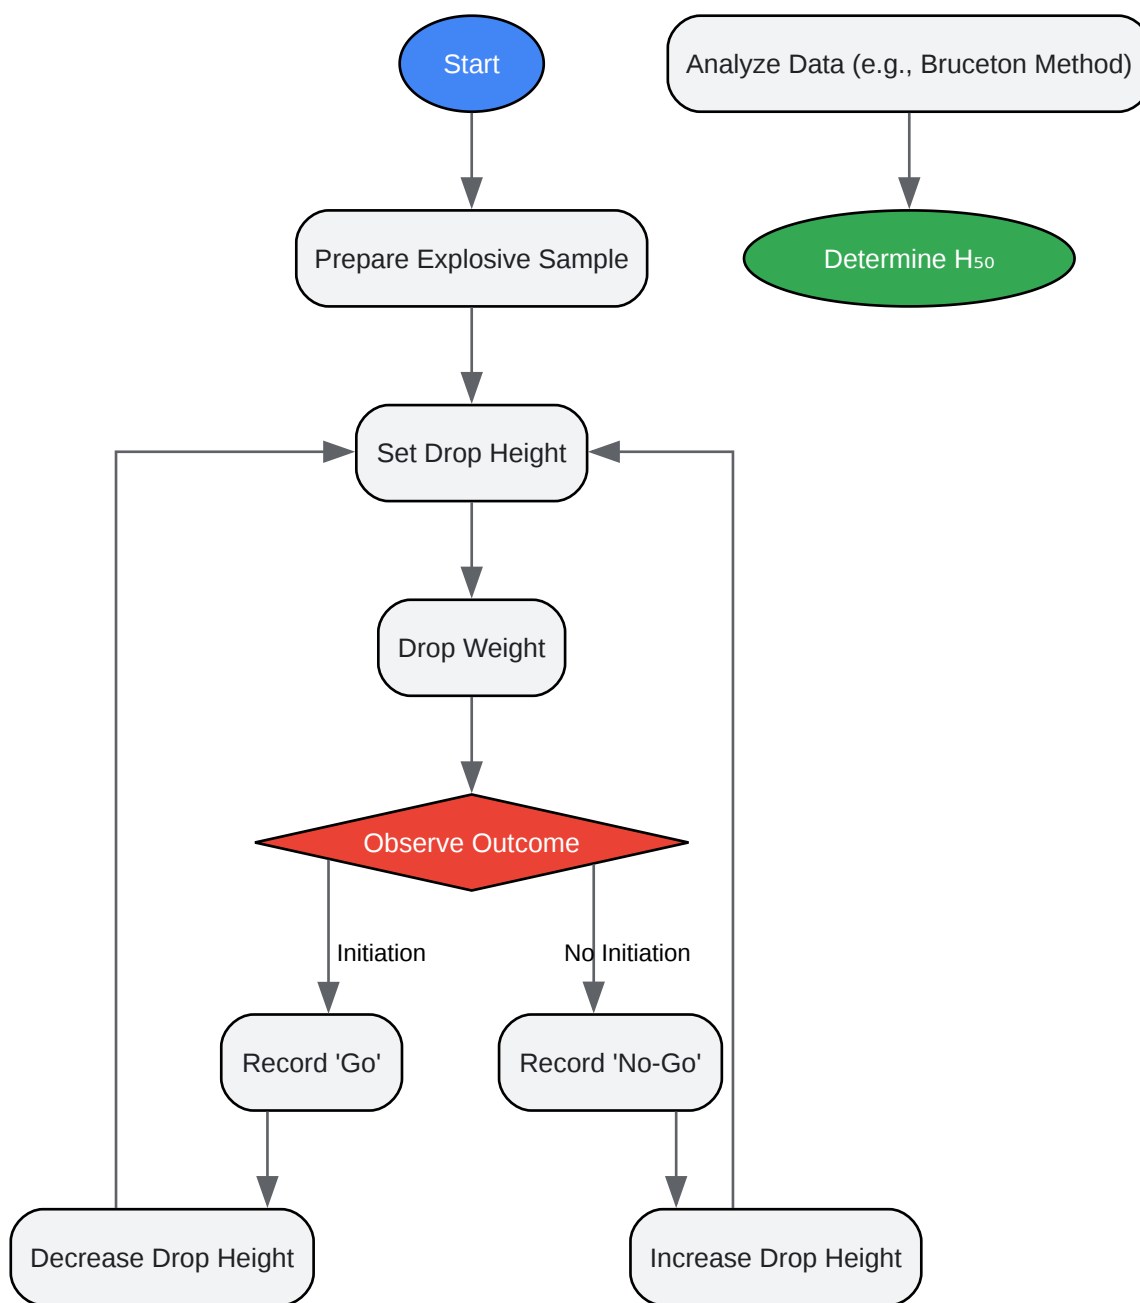 Start
Analyze Data (e.g., Bruceton Method)
Prepare Explosive Sample
Determine H₅₀
Set Drop Height
Drop Weight
Observe Outcome
Initiation
No Initiation
Record 'Go'
Record 'No-Go'
Decrease Drop Height
Increase Drop Height